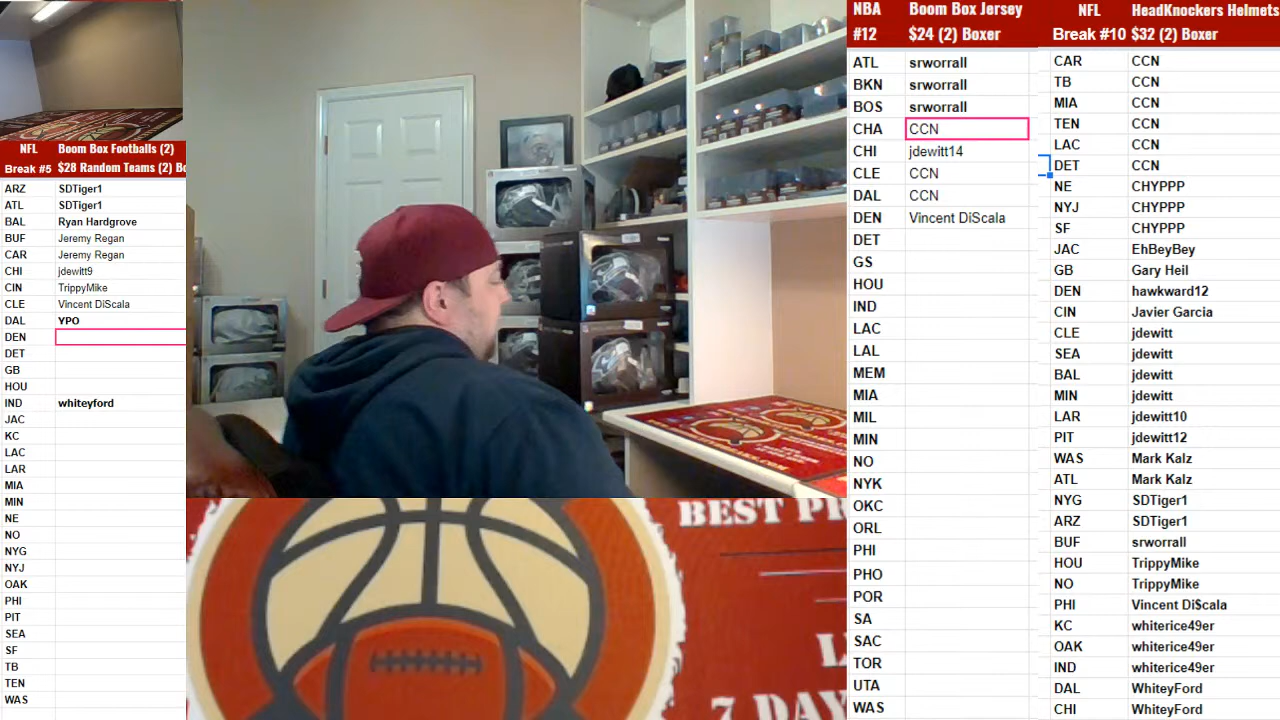 NFL Boom Box Footballs (2)
Break #5 $28 Random Teams (2) Bo
ARZ SDTiger1
ATL SDTiger1
BAL Ryan Hardgrove
BUF Jeremy Regan
CAR Jeremy Regan
CHI jdewitt9
CIN TrippyMike
CLE Vincent DiScala
DAL YPO
DEN
DET
GB
HOU
IND whiteyford
JAC
KC
LAC
LAR
MIA
MIN
NE
NO
NYG
NYJ
OAK
PHI
PIT
SEA
SF
TB
TEN
WAS
BEST PR
7 DAY
NBA Boom Box Jersey
#12 $24 (2) Boxer
ATL srworrall
BKN srworrall
BOS srworrall
CHA CCN
CHI jdewitt14
CLE CCN
DAL CCN
DEN Vincent DiScala
DET
GS
HOU
IND
LAC
LAL
MEM
MIA
MIL
MIN
NO
NYK
OKC
ORL
PHI
PHO
POR
SA
SAC
TOR
UTA
WAS
NFL HeadKnockers Helmets
Break #10 $32 (2) Boxer
CAR CCN
TB CCN
MIA CCN
TEN CCN
LAC CCN
DET CCN
NE CHYPPP
NYJ CHYPPP
SF CHYPPP
JAC EhBeyBey
GB Gary Heil
DEN hawkward12
CIN Javier Garcia
CLE jdewitt
SEA jdewitt
BAL jdewitt
MIN jdewitt
LAR jdewitt10
PIT jdewitt12
WAS Mark Kalz
ATL Mark Kalz
NYG SDTiger1
ARZ SDTiger1
BUF srworrall
HOU TrippyMike
NO TrippyMike
PHI Vincent DiScala
KC whiterice49er
OAK whiterice49er
IND whiterice49er
DAL WhiteyFord
CHI WhiteyFord